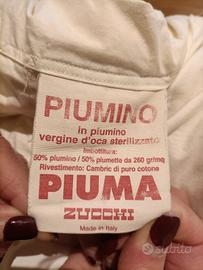 PIUMINO
in piumino
vergine d'oca sterilizzato
Imbottitura:
50% piumino / 50% piumette da 260 gr/mq
Rivestimento: Cambric di puro cotone
PIUMA
ZUCCHI
Made in Italy
subito